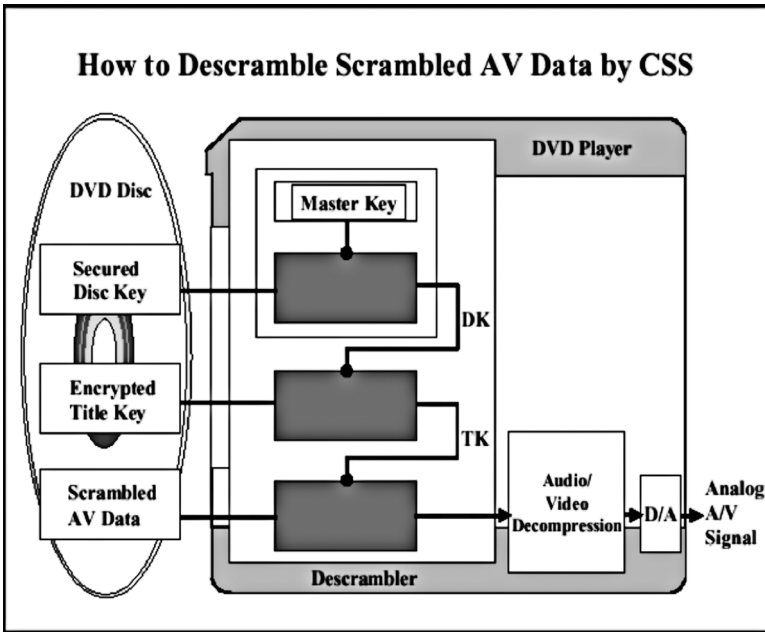 How to Descramble Scrambled AV Data by CSS
DVD Player
DVD Disc
Master Key
Secured
Disc Key
DK
Encrypted
Title Key
TK
Scrambled
AV Data
Audio/
Video
Decompression
D/A
Analog
A/V
Signal
Descrambler